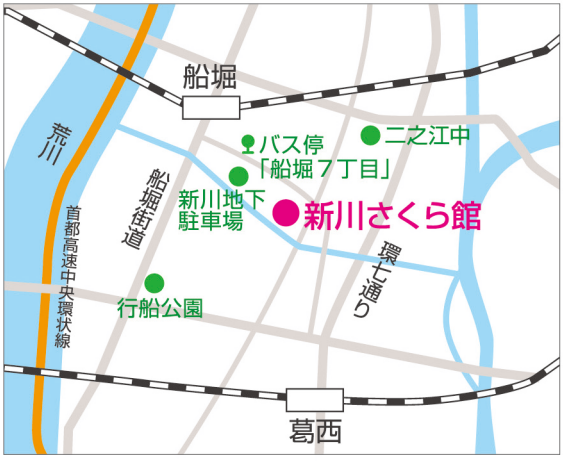 船堀
荒川
バス停
「船堀7丁目」
二之江中
船堀街道
新川地下
駐車場
新川さくら館
首都高速中央環状線
環七通り
行船公園
葛西